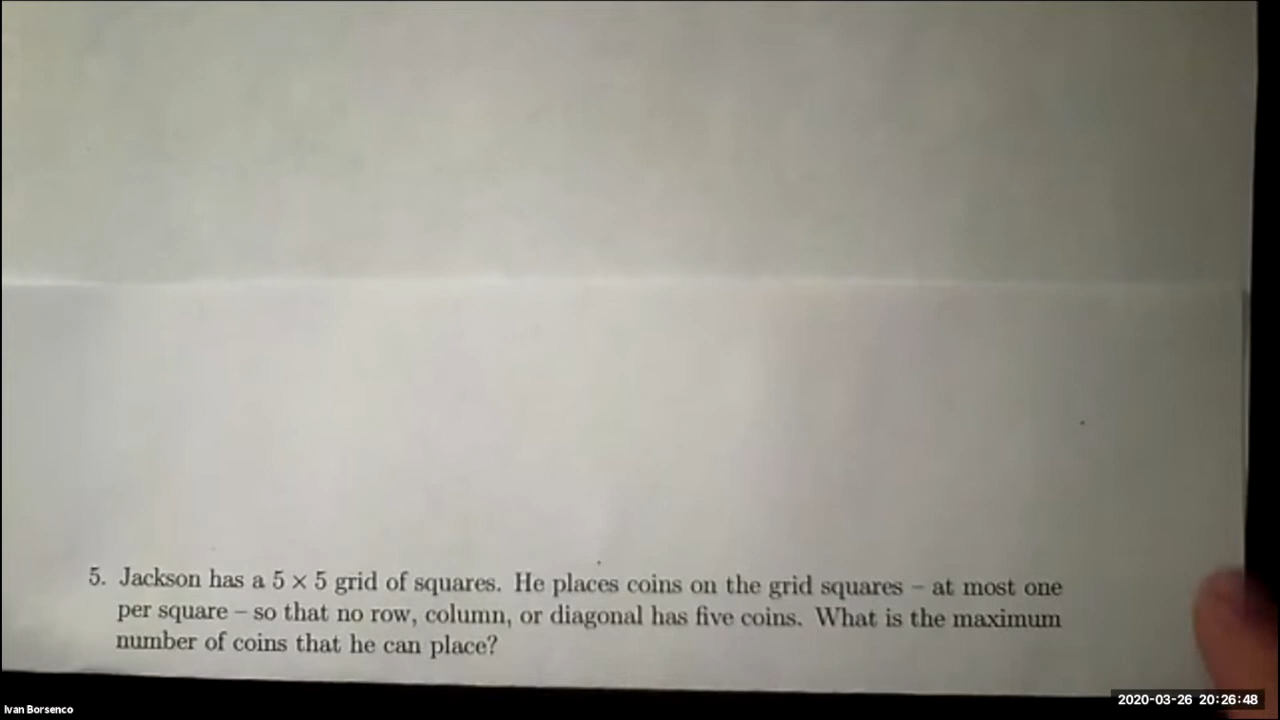 5. Jackson has a 5 × 5 grid of squares. He places coins on the grid squares – at most one
per square – so that no row, column, or diagonal has five coins. What is the maximum
number of coins that he can place?
2020-03-26 20:26:48
Ivan Borsenco